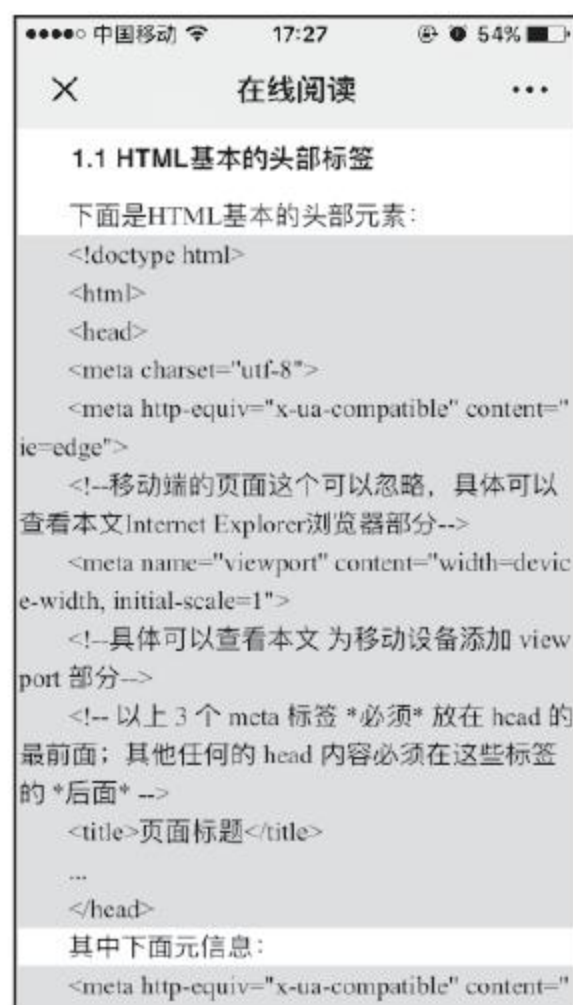 中国移动 17:27 54%
在线阅读
1.1 HTML基本的头部标签
下面是HTML基本的头部元素:
<!doctype html>
<html>
<head>
<meta charset="utf-8">
<meta http-equiv="x-ua-compatible" content="
ie=edge">
<!--移动端的页面这个可以忽略，具体可以
查看本文Internet Explorer浏览器部分-->
<meta name="viewport" content="width=devic
e-width, initial-scale=1">
<!--具体可以查看本文 为移动设备添加 view
port 部分-->
<!-- 以上 3 个 meta 标签 *必须* 放在 head 的
最前面；其他任何的 head 内容必须在这些标签
的 *后面* -->
<title>页面标题</title>
...
</head>
其中下面元信息:
<meta http-equiv="x-ua-compatible" content="